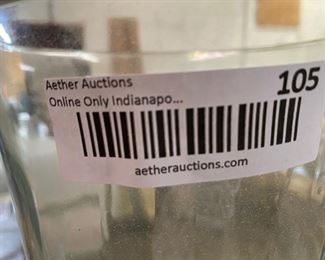 Aether Auctions 105
Online Only Indianapo...
aetherauctions.com